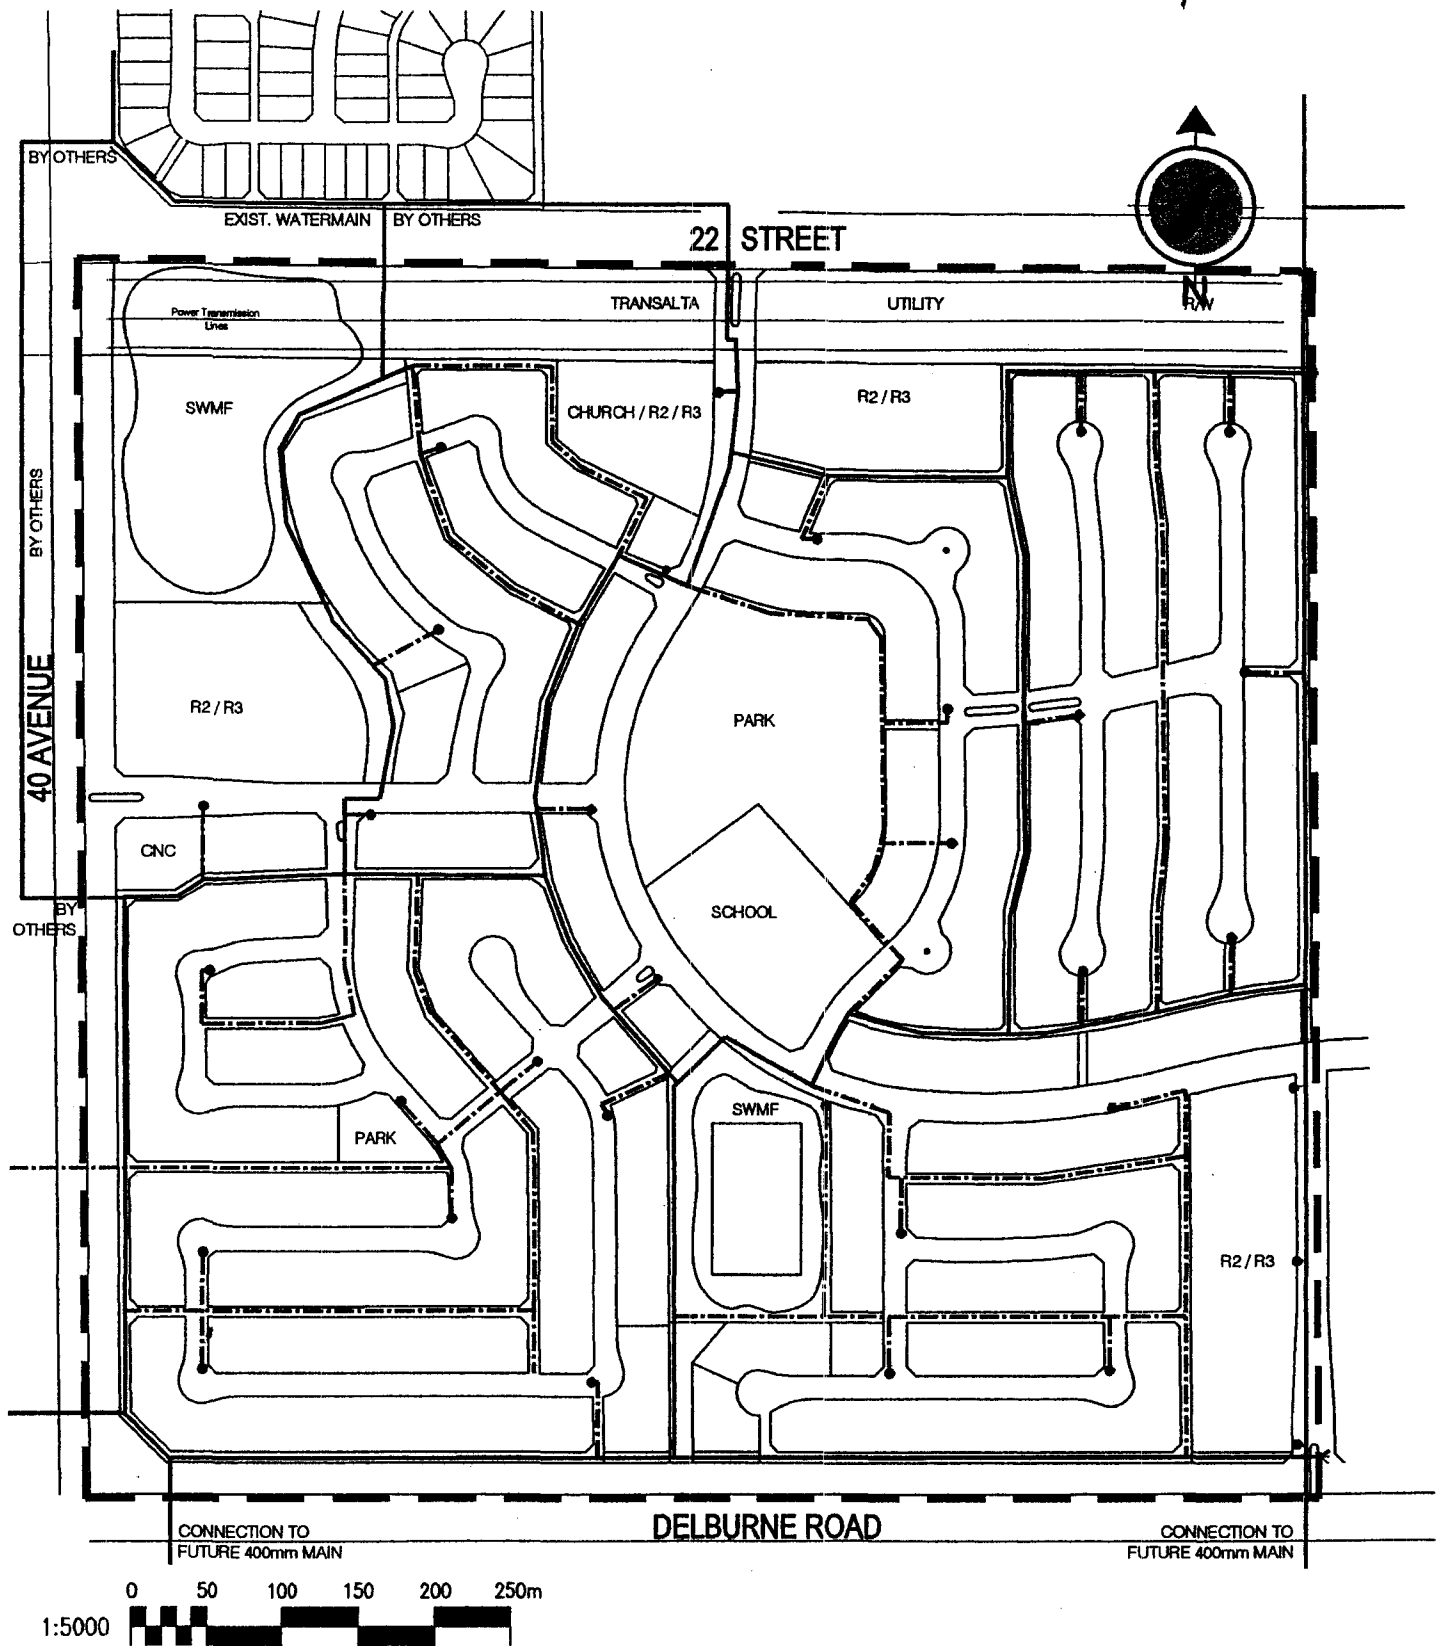 BY OTHERS
EXIST. WATERMAIN BY OTHERS
22 STREET
N
Power Transmission
Lines
TRANSALTA UTILITY R/W
SWMF
CHURCH / R2 / R3
R2 / R3
BY OTHERS
40 AVENUE
R2 / R3
PARK
CNC
SCHOOL
BY
OTHERS
PARK
SWMF
R2 / R3
DELBURNE ROAD
CONNECTION TO
FUTURE 400mm MAIN
CONNECTION TO
FUTURE 400mm MAIN
0 50 100 150 200 250m
1:5000